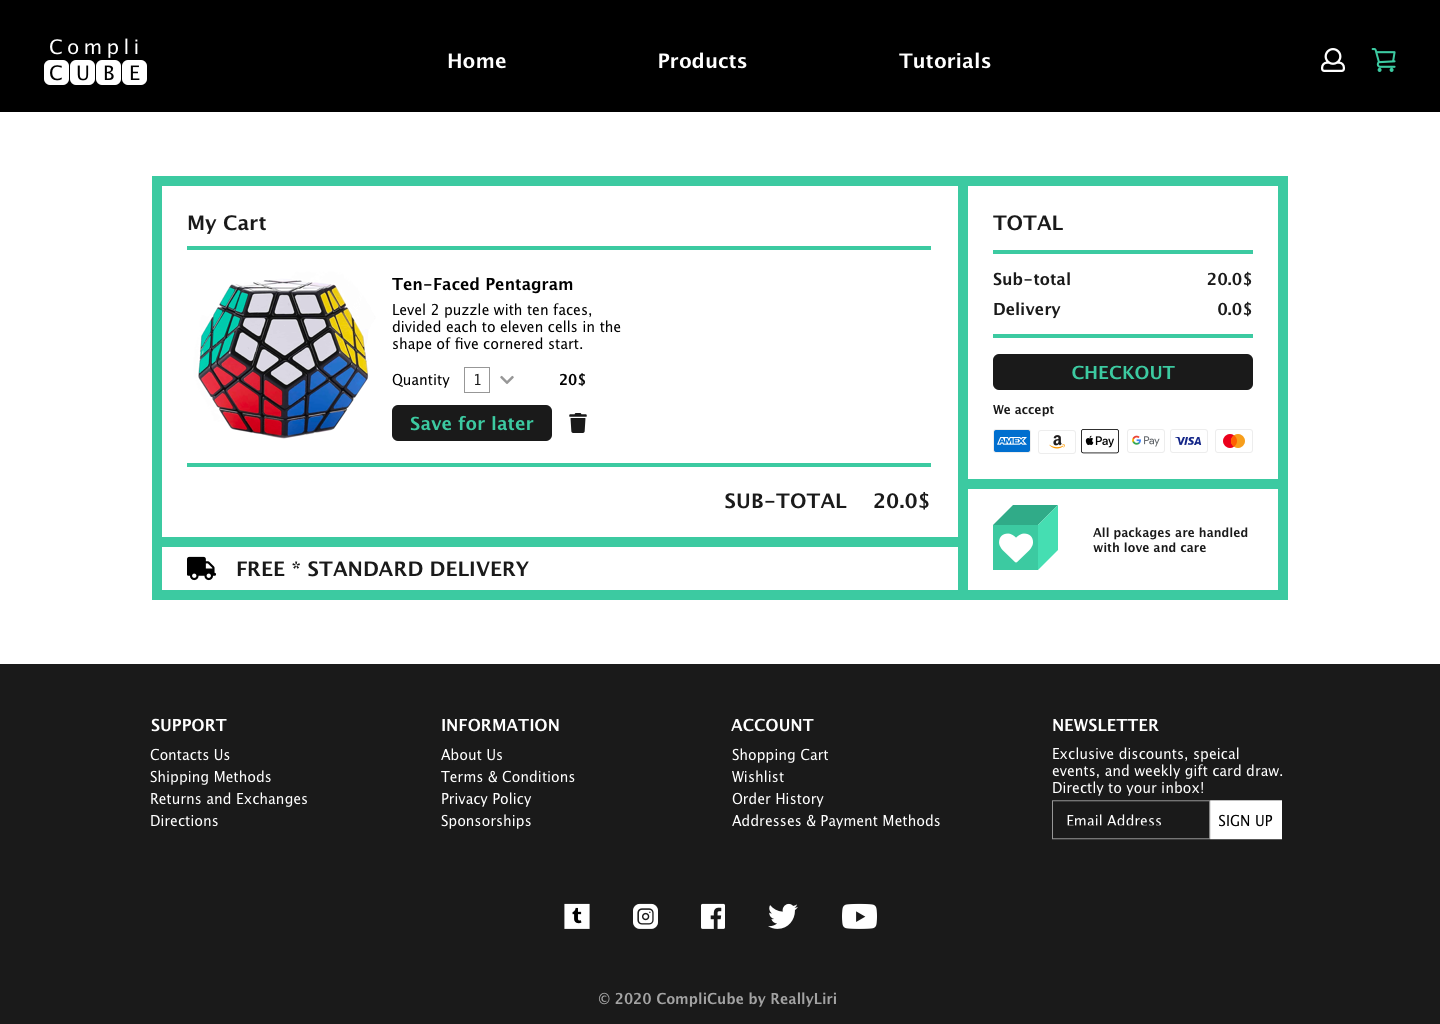 Compli
CUBE
Home
Products
Tutorials
My Cart
Ten-Faced Pentagram
Level 2 puzzle with ten faces,
divided each to eleven cells in the
shape of five cornered start.
Quantity 1 20$
Save for later
SUB-TOTAL 20.0$
FREE * STANDARD DELIVERY
TOTAL
Sub-total 20.0$
Delivery 0.0$
CHECKOUT
We accept
AMEX a Pay G Pay VISA
All packages are handled
with love and care
SUPPORT
Contacts Us
Shipping Methods
Returns and Exchanges
Directions
INFORMATION
About Us
Terms & Conditions
Privacy Policy
Sponsorships
ACCOUNT
Shopping Cart
Wishlist
Order History
Addresses & Payment Methods
NEWSLETTER
Exclusive discounts, speical
events, and weekly gift card draw.
Directly to your inbox!
Email Address SIGN UP
© 2020 CompliCube by ReallyLiri